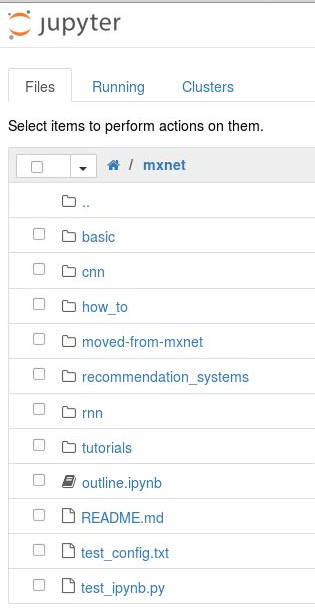 jupyter
Files Running Clusters
Select items to perform actions on them.
/ mxnet
..
basic
cnn
how_to
moved-from-mxnet
recommendation_systems
rnn
tutorials
outline.ipynb
README.md
test_config.txt
test_ipynb.py